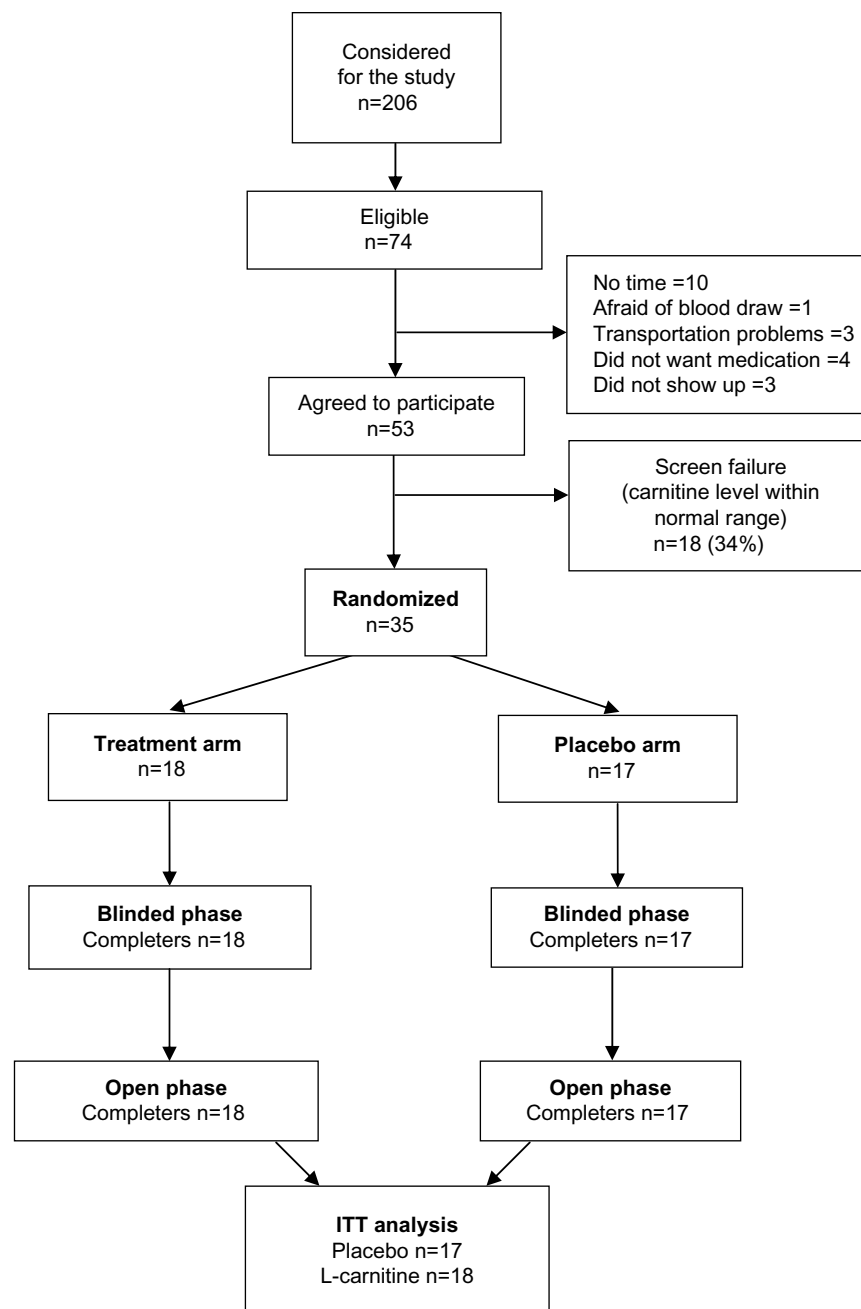 Considered
for the study
n=206
Eligible
n=74
No time =10
Afraid of blood draw =1
Transportation problems =3
Did not want medication =4
Did not show up =3
Agreed to participate
n=53
Screen failure
(carnitine level within
normal range)
n=18 (34%)
Randomized
n=35
Treatment arm
n=18
Placebo arm
n=17
Blinded phase
Completers n=18
Blinded phase
Completers n=17
Open phase
Completers n=18
Open phase
Completers n=17
ITT analysis
Placebo n=17
L-carnitine n=18